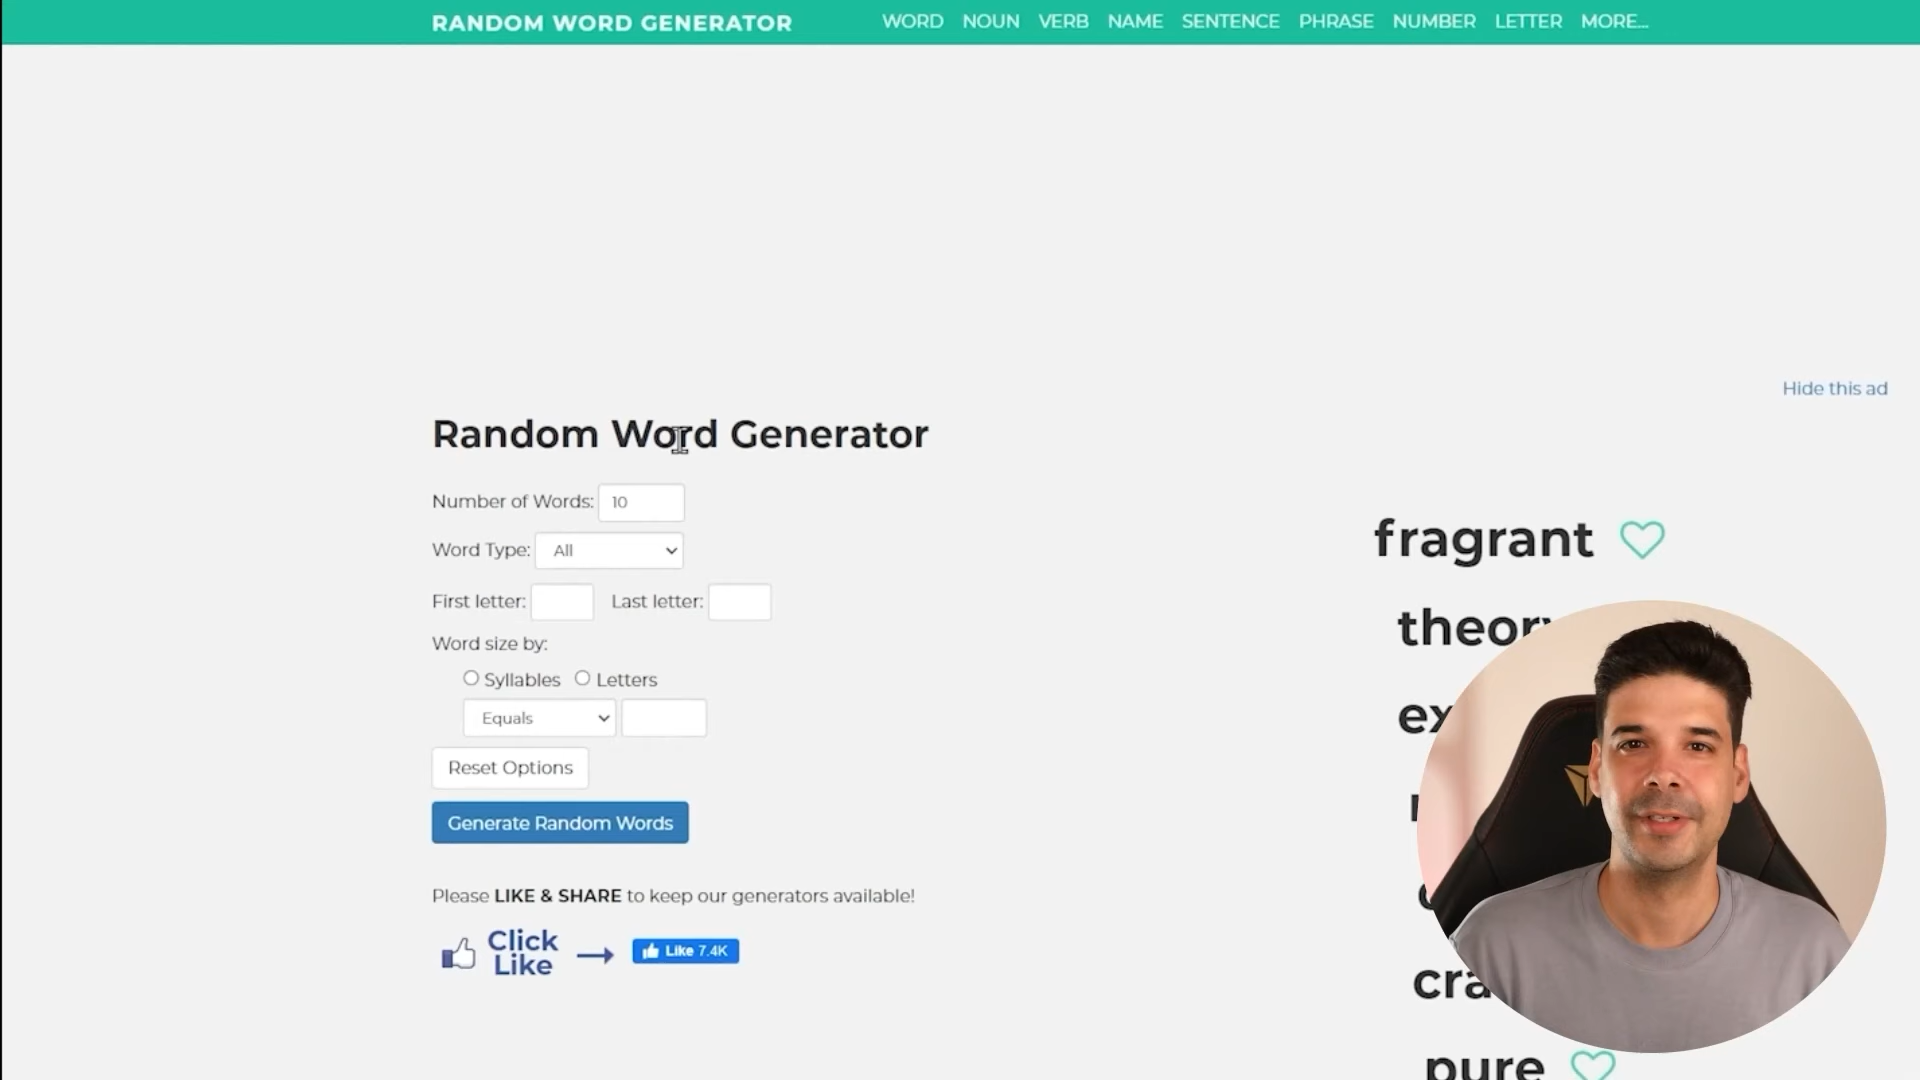 RANDOM WORD GENERATOR WORD NOUN VERB NAME SENTENCE PHRASE NUMBER LETTER MORE...
Hide this ad
Random Word Generator
Number of Words: 10
Word Type: All
First letter: Last letter:
Word size by:
Syllables Letters
Equals
Reset Options
Generate Random Words
Please LIKE & SHARE to keep our generators available!
Click
Like
Like 7.4K
fragrant
theory
pure